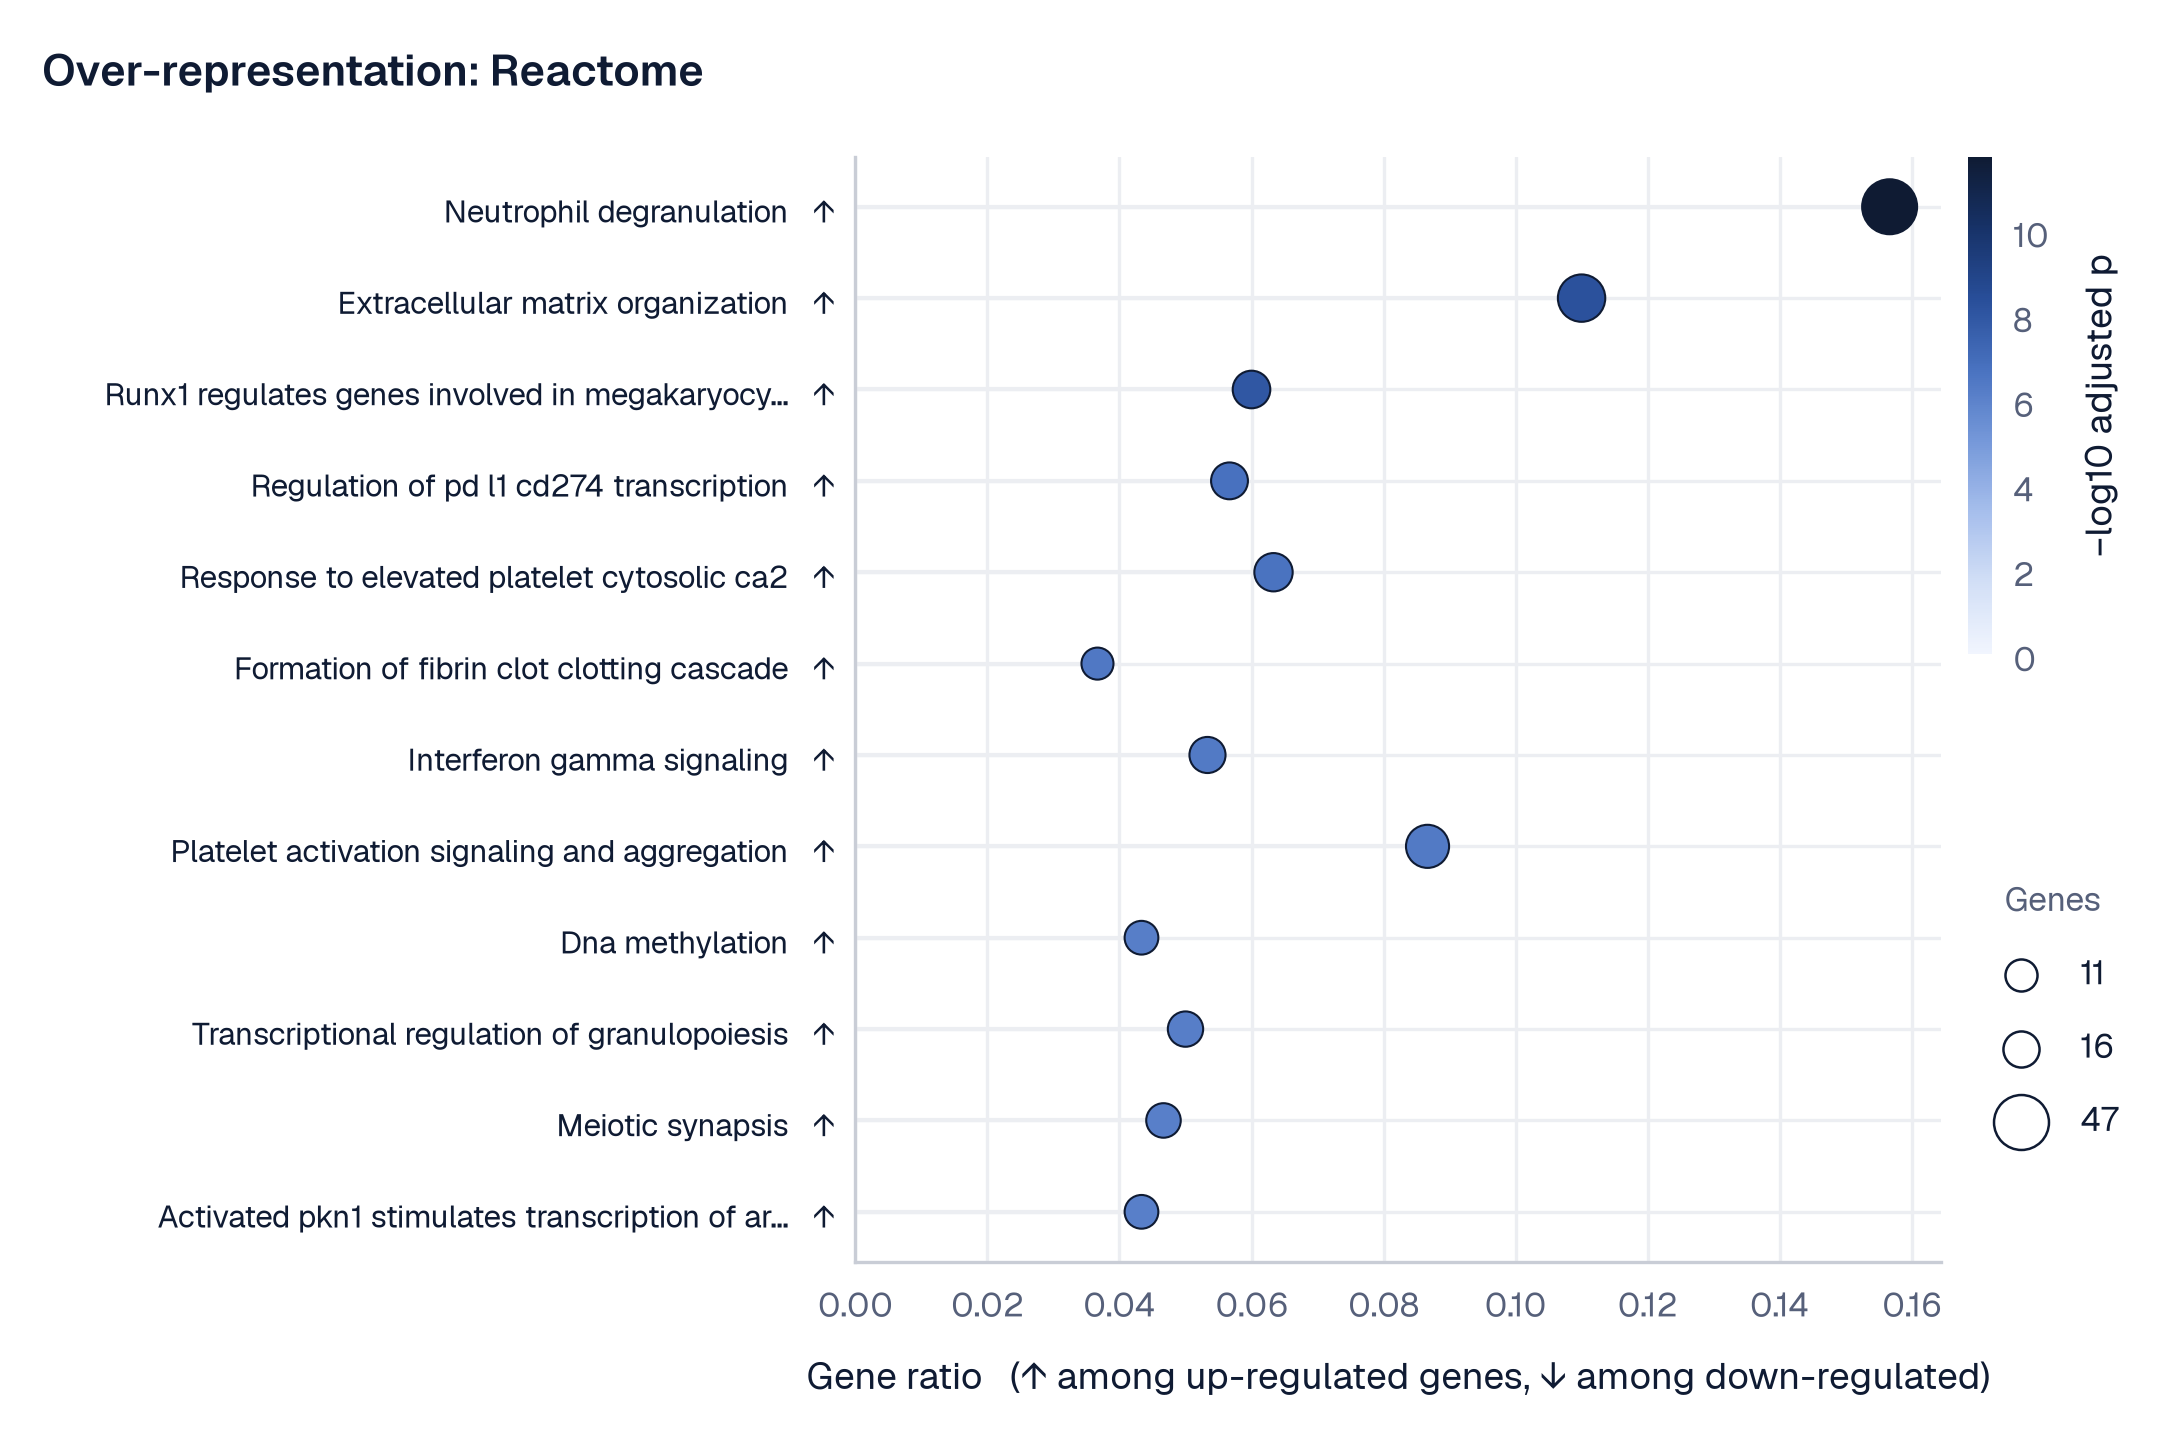 Over-representation: Reactome
Neutrophil degranulation ↑
Extracellular matrix organization ↑
Runx1 regulates genes involved in megakaryocy... ↑
Regulation of pd l1 cd274 transcription ↑
Response to elevated platelet cytosolic ca2 ↑
Formation of fibrin clot clotting cascade ↑
Interferon gamma signaling ↑
Platelet activation signaling and aggregation ↑
Dna methylation ↑
Transcriptional regulation of granulopoiesis ↑
Meiotic synapsis ↑
Activated pkn1 stimulates transcription of ar... ↑
0.00 0.02 0.04 0.06 0.08 0.10 0.12 0.14 0.16
Gene ratio (↑ among up-regulated genes, ↓ among down-regulated)
10
8
6
4
2
0
−log10 adjusted p
Genes
11
16
47